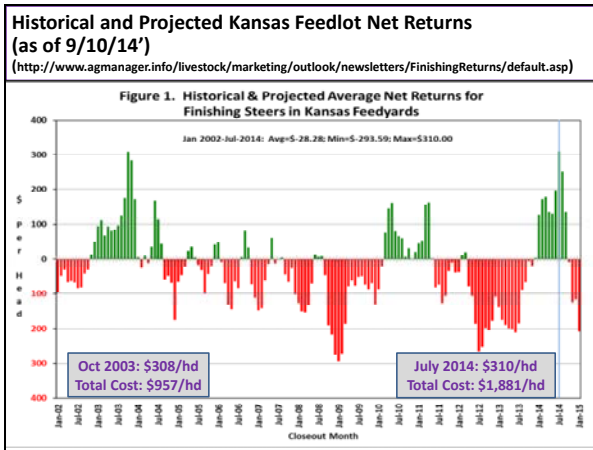 Historical and Projected Kansas Feedlot Net Returns
(as of 9/10/14’)
(http://www.agmanager.info/livestock/marketing/outlook/newsletters/FinishingReturns/default.asp)
Figure 1. Historical & Projected Average Net Returns for
Finishing Steers in Kansas Feedyards
Jan 2002-Jul-2014: Avg=$-28.28; Min=$-293.59; Max=$310.00
$ Per Head
400
300
200
100
0
100
200
300
400
Oct 2003: $308/hd
Total Cost: $957/hd
July 2014: $310/hd
Total Cost: $1,881/hd
Jan-02
Jul-02
Jan-03
Jul-03
Jan-04
Jul-04
Jan-05
Jul-05
Jan-06
Jul-06
Jan-07
Jul-07
Jan-08
Jul-08
Jan-09
Jul-09
Jan-10
Jul-10
Jan-11
Jul-11
Jan-12
Jul-12
Jan-13
Jul-13
Jan-14
Jul-14
Jan-15
Closeout Month